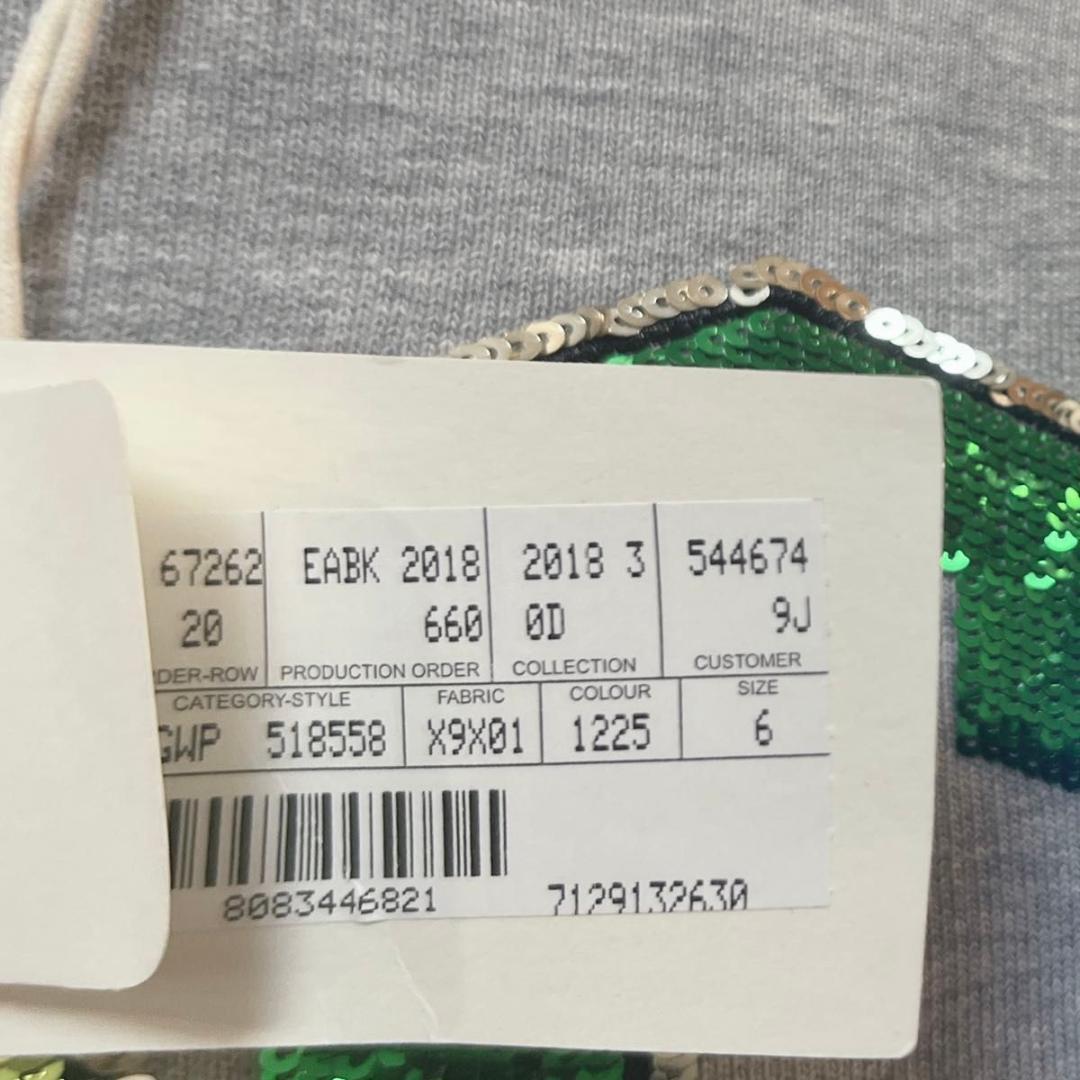 67262 EABK 2018 2018 3 544674
20 660 0D 9J
DER-ROW PRODUCTION ORDER COLLECTION CUSTOMER
CATEGORY-STYLE FABRIC COLOUR SIZE
GWP 518558 X9X01 1225 6
8083446821 7129132630